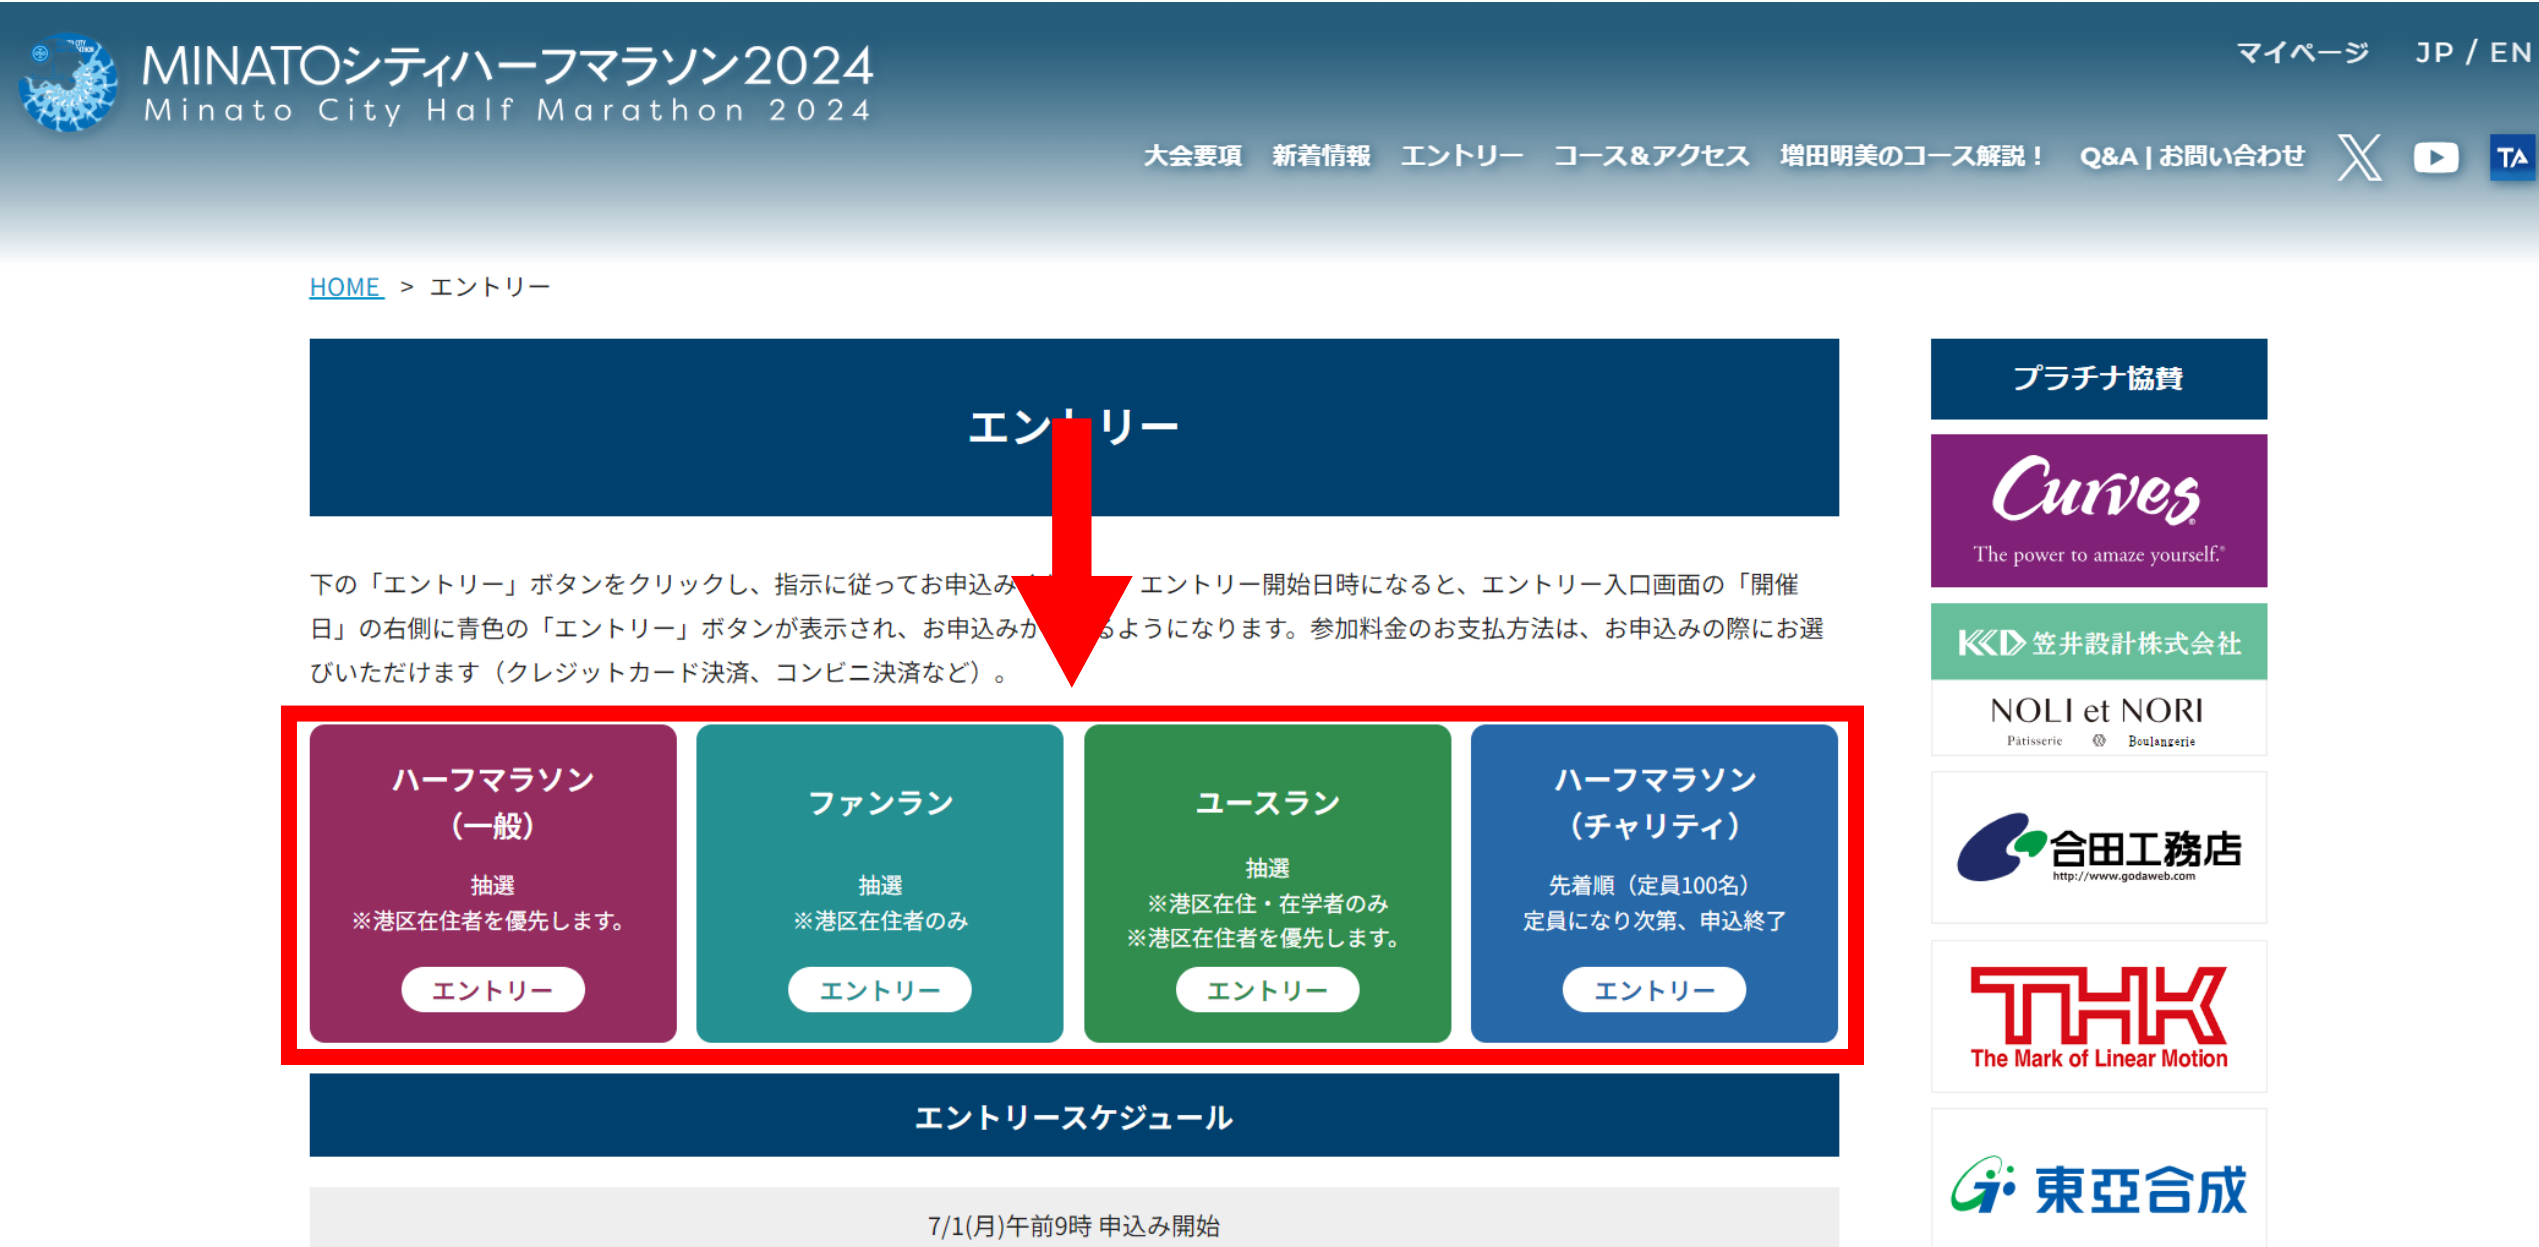 MINATOシティハーフマラソン2024
Minato City Half Marathon 2024
マイページ JP / EN
大会要項 新着情報 エントリー コース&アクセス 増田明美のコース解説！ Q&A | お問い合わせ
TA
HOME > エントリー
エントリー
下の「エントリー」ボタンをクリックし、指示に従ってお申込み エントリー開始日時になると、エントリー入口画面の「開催
日」の右側に青色の「エントリー」ボタンが表示され、お申込みが るようになります。参加料金のお支払方法は、お申込みの際にお選
びいただけます（クレジットカード決済、コンビニ決済など）。
ハーフマラソン
（一般）
抽選
※港区在住者を優先します。
エントリー
ファンラン
抽選
※港区在住者のみ
エントリー
ユースラン
抽選
※港区在住・在学者のみ
※港区在住者を優先します。
エントリー
ハーフマラソン
（チャリティ）
先着順（定員100名）
定員になり次第、申込終了
エントリー
エントリースケジュール
7/1(月)午前9時 申込み開始
プラチナ協賛
Curves®
The power to amaze yourself.®
KKD 笠井設計株式会社
NOLI et NORI
Pâtisserie Boulangerie
合田工務店
http://www.godaweb.com
THK
The Mark of Linear Motion
東亞合成